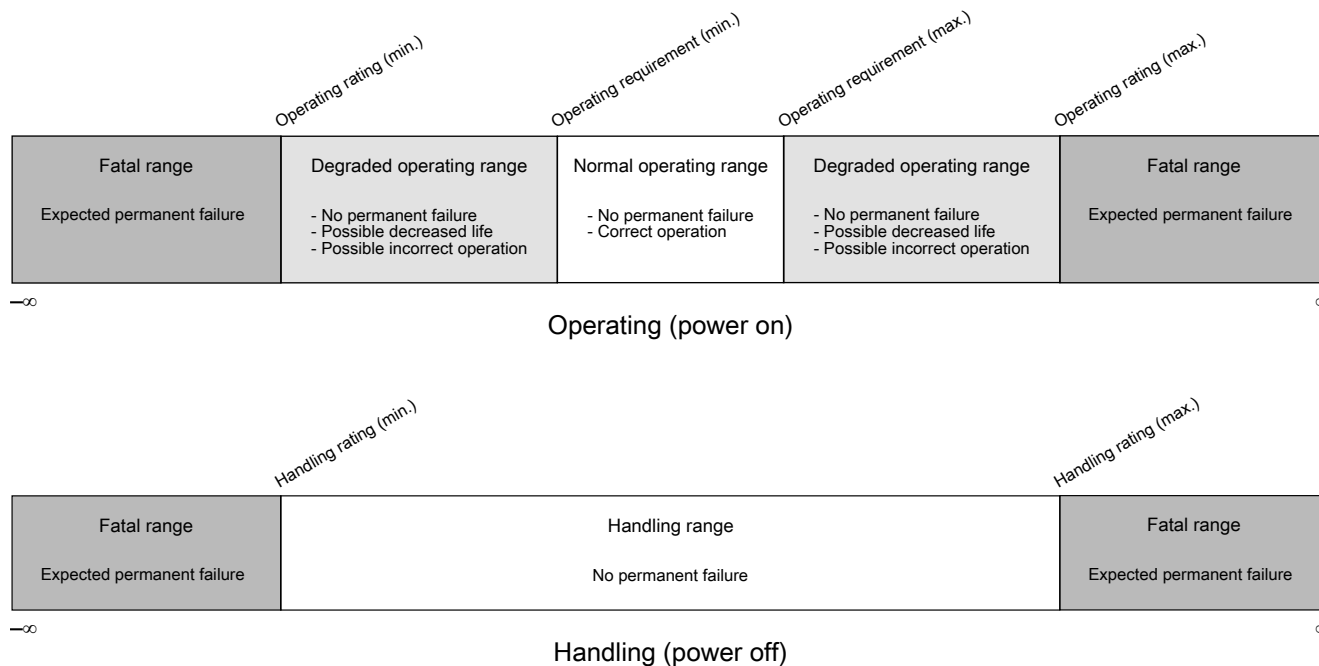 Operating rating (min.)
Operating requirement (min.)
Operating requirement (max.)
Operating rating (max.)
Fatal range
Degraded operating range
Normal operating range
Degraded operating range
Fatal range
Expected permanent failure
- No permanent failure
- Possible decreased life
- Possible incorrect operation
- No permanent failure
- Correct operation
- No permanent failure
- Possible decreased life
- Possible incorrect operation
Expected permanent failure
–∞
Operating (power on)
Handling rating (min.)
Handling rating (max.)
Fatal range
Handling range
Fatal range
Expected permanent failure
No permanent failure
Expected permanent failure
–∞
Handling (power off)